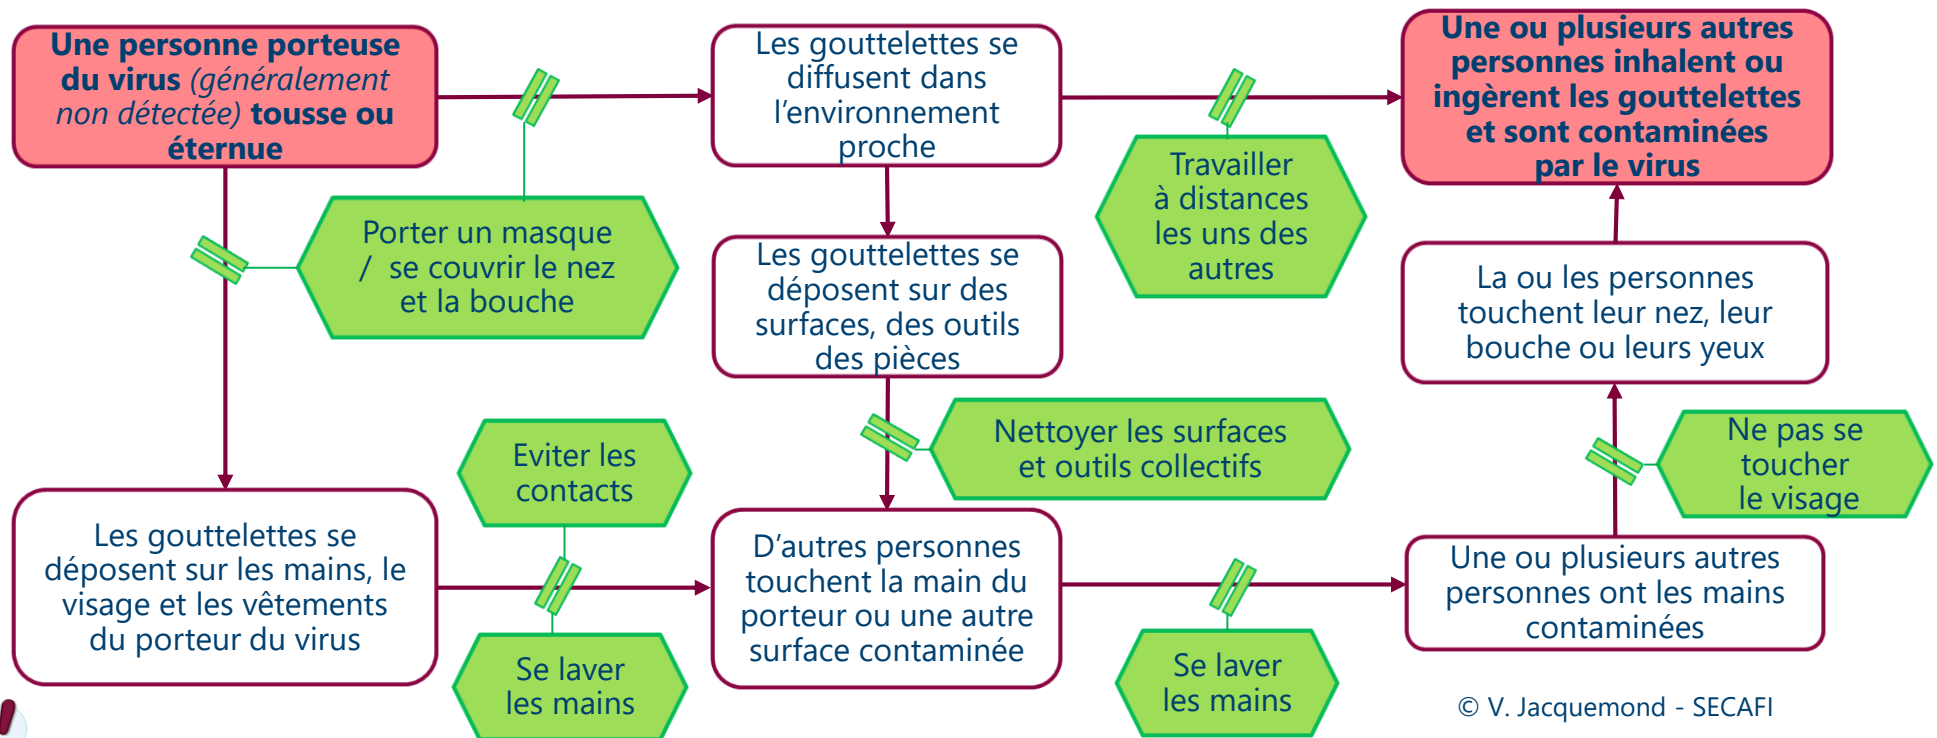 Une personne porteuse
du virus (généralement
non détectée) tousse ou
éternue
Les gouttelettes se
diffusent dans
l'environnement
proche
Une ou plusieurs autres
personnes inhalent ou
ingèrent les gouttelettes
et sont contaminées
par le virus
Porter un masque
/ se couvrir le nez
et la bouche
Travailler
à distances
les uns des
autres
Les gouttelettes se
déposent sur des
surfaces, des outils
des pièces
La ou les personnes
touchent leur nez, leur
bouche ou leurs yeux
Eviter les
contacts
Nettoyer les surfaces
et outils collectifs
Ne pas se
toucher
le visage
Les gouttelettes se
déposent sur les mains, le
visage et les vêtements
du porteur du virus
D'autres personnes
touchent la main du
porteur ou une autre
surface contaminée
Une ou plusieurs autres
personnes ont les mains
contaminées
Se laver
les mains
Se laver
les mains
© V. Jacquemond - SECAFI